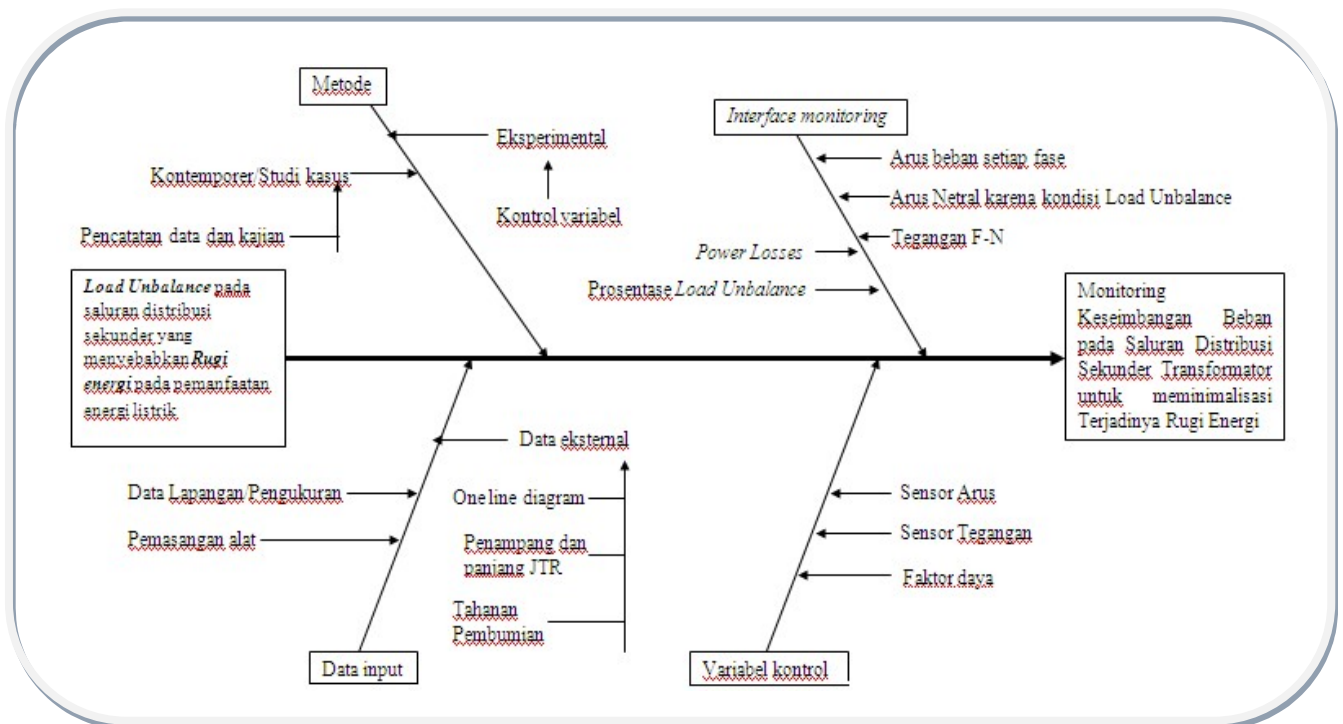 Metode
Eksperimental
Kontemporer/Studi kasus
Kontrol variabel
Pencatatan data dan kajian
Interface monitoring
Arus beban setiap fase
Arus Netral karena kondisi Load Unbalance
Tegangan F-N
Power Losses
Prosentase Load Unbalance
Load Unbalance pada
saluran distribusi
sekunder yang
menyebabkan Rugi
energi pada pemanfaatan
energi listrik
Monitoring
Keseimbangan Beban
pada Saluran Distribusi
Sekunder Transformator
untuk meminimalisasi
Terjadinya Rugi Energi
Data eksternal
Data Lapangan/Pengukuran
One line diagram
Pemasangan alat
Penampang dan
panjang JTR
Tahanan
Pembumian
Data input
Sensor Arus
Sensor Tegangan
Faktor daya
Variabel kontrol